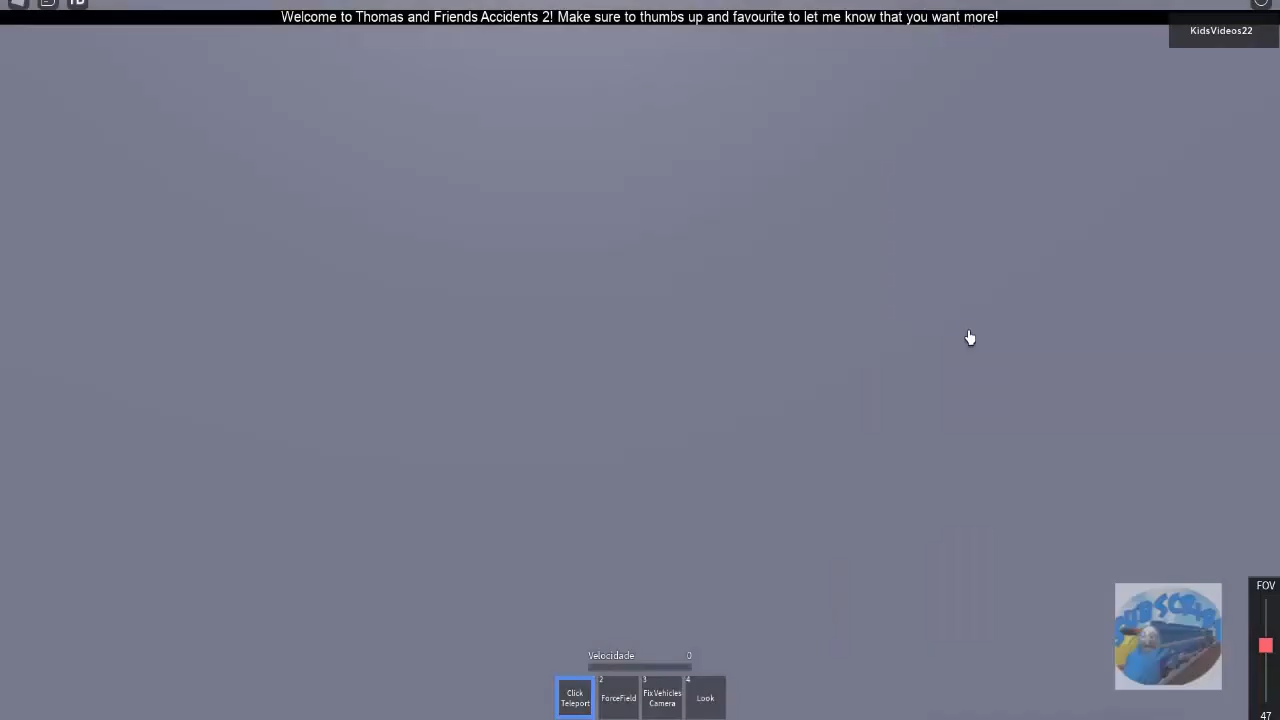 Welcome to Thomas and Friends Accidents 2! Make sure to thumbs up and favourite to let me know that you want more!
KidsVideos22
SUBSCRIBE
FOV
Velocidade 0
Click Teleport
2 ForceField
3 FixVehicles Camera
4 Look
47